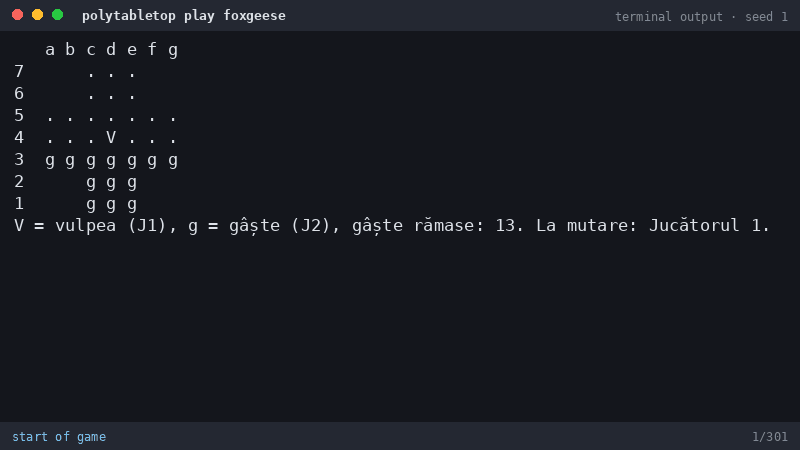 polytabletop play foxgeese
terminal output · seed 1
   a b c d e f g
7      . . .
6      . . .
5  . . . . . . .
4  . . . V . . .
3  g g g g g g g
2      g g g
1      g g g
V = vulpea (J1), g = gâște (J2), gâște rămase: 13. La mutare: Jucătorul 1.
start of game
1/301